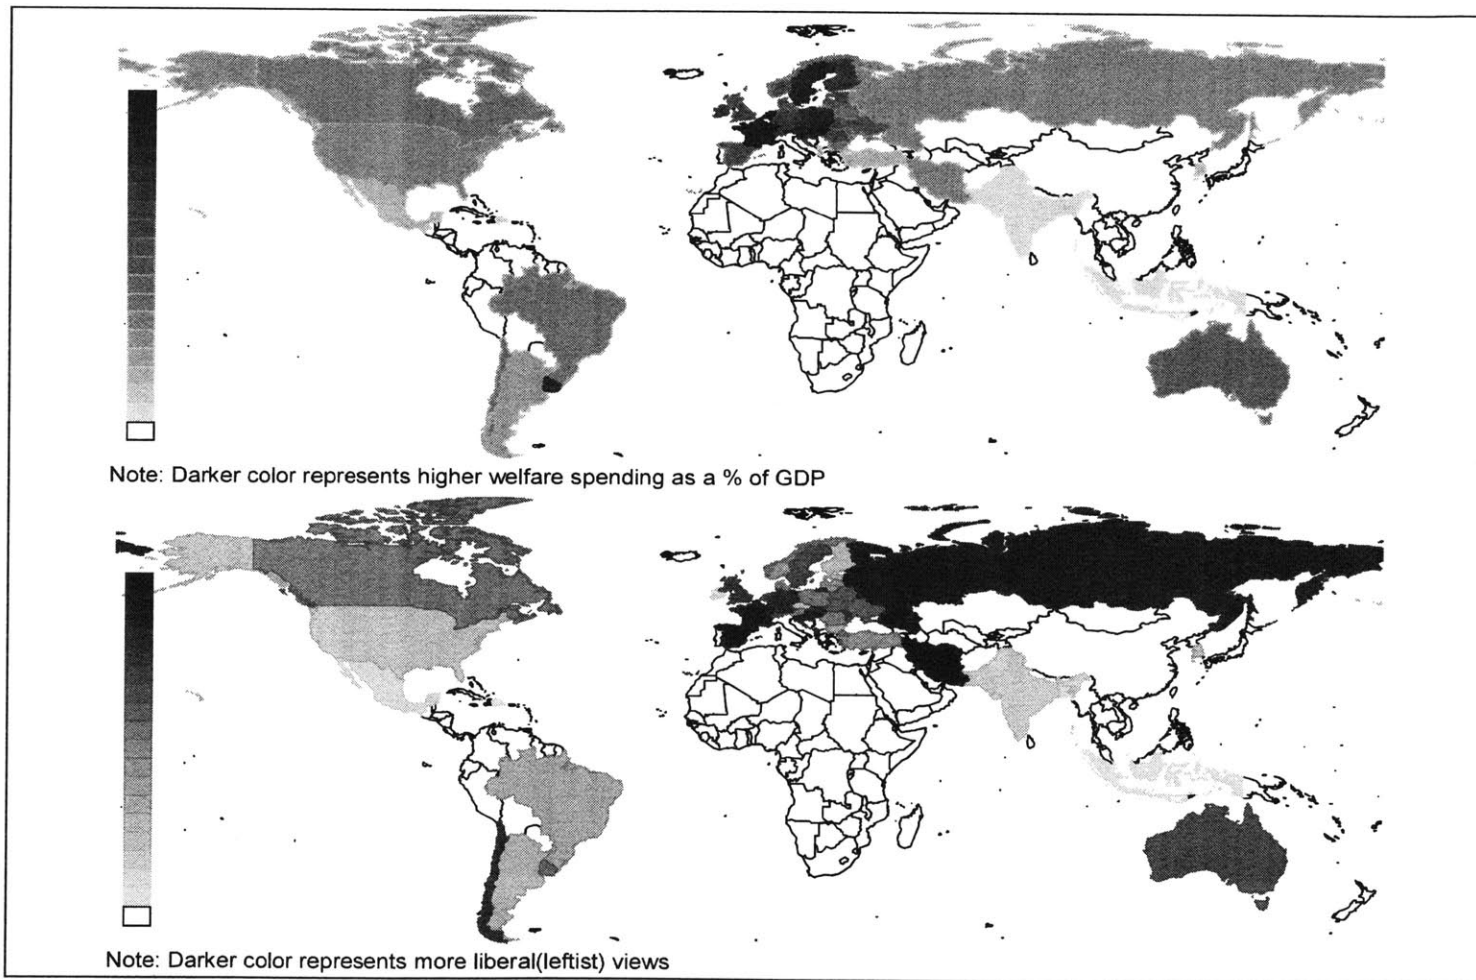 Note: Darker color represents higher welfare spending as a % of GDP
Note: Darker color represents more liberal(leftist) views